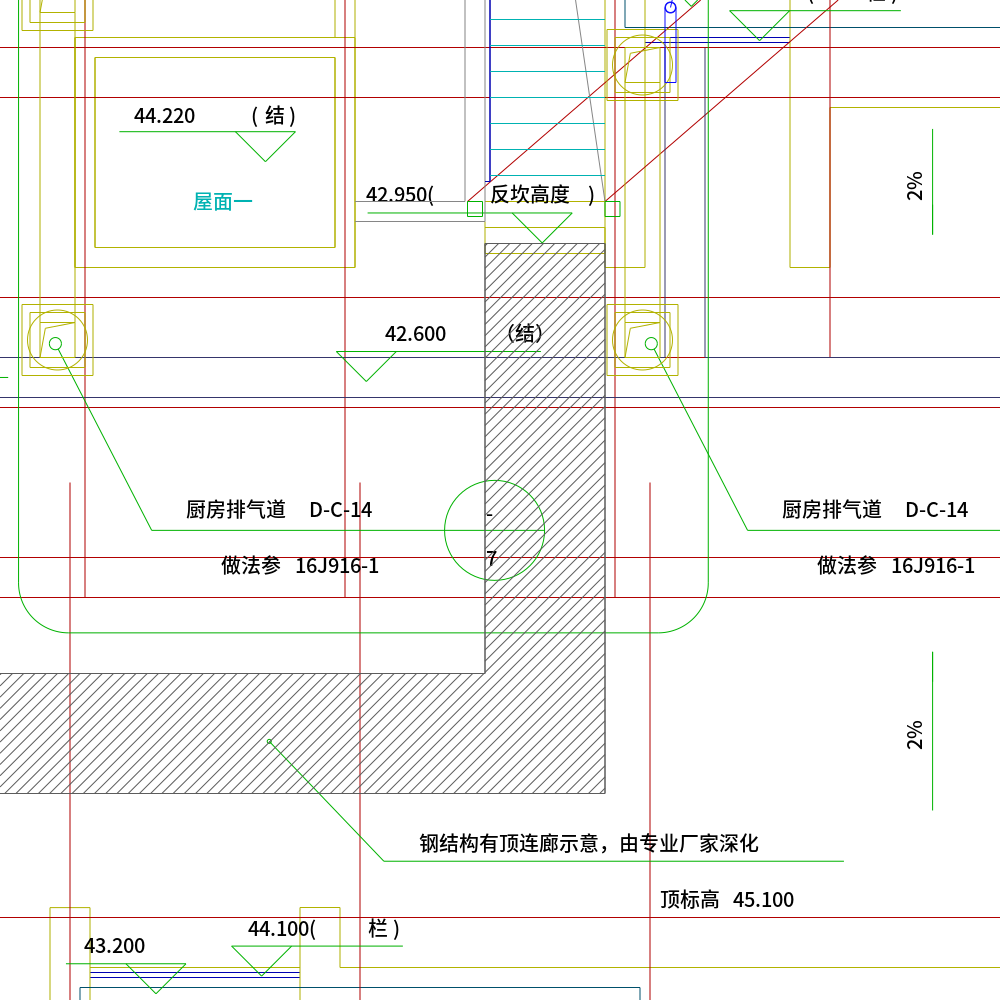 栏 )
44.220 ( 结 )
2%
42.950( 反坎高度 )
屋面一
42.600 （结）
厨房排气道 D-C-14
厨房排气道 D-C-14
-
7
做法参 16J916-1
做法参 16J916-1
2%
钢结构有顶连廊示意，由专业厂家深化
顶标高 45.100
44.100( 栏 )
43.200